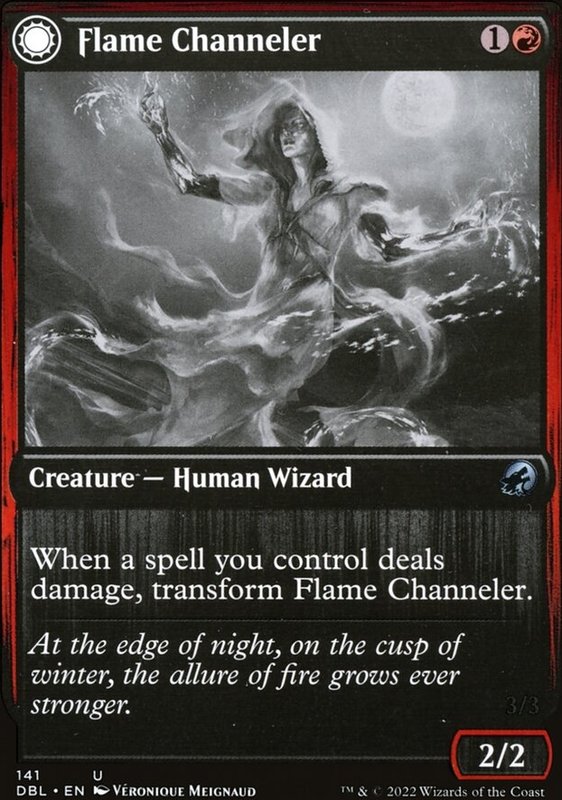 Flame Channeler 1
Creature — Human Wizard
When a spell you control deals
damage, transform Flame Channeler.
At the edge of night, on the cusp of
winter, the allure of fire grows ever
stronger.
3/3
2/2
141 U
DBL • EN Véronique Meignaud ™ & © 2022 Wizards of the Coast